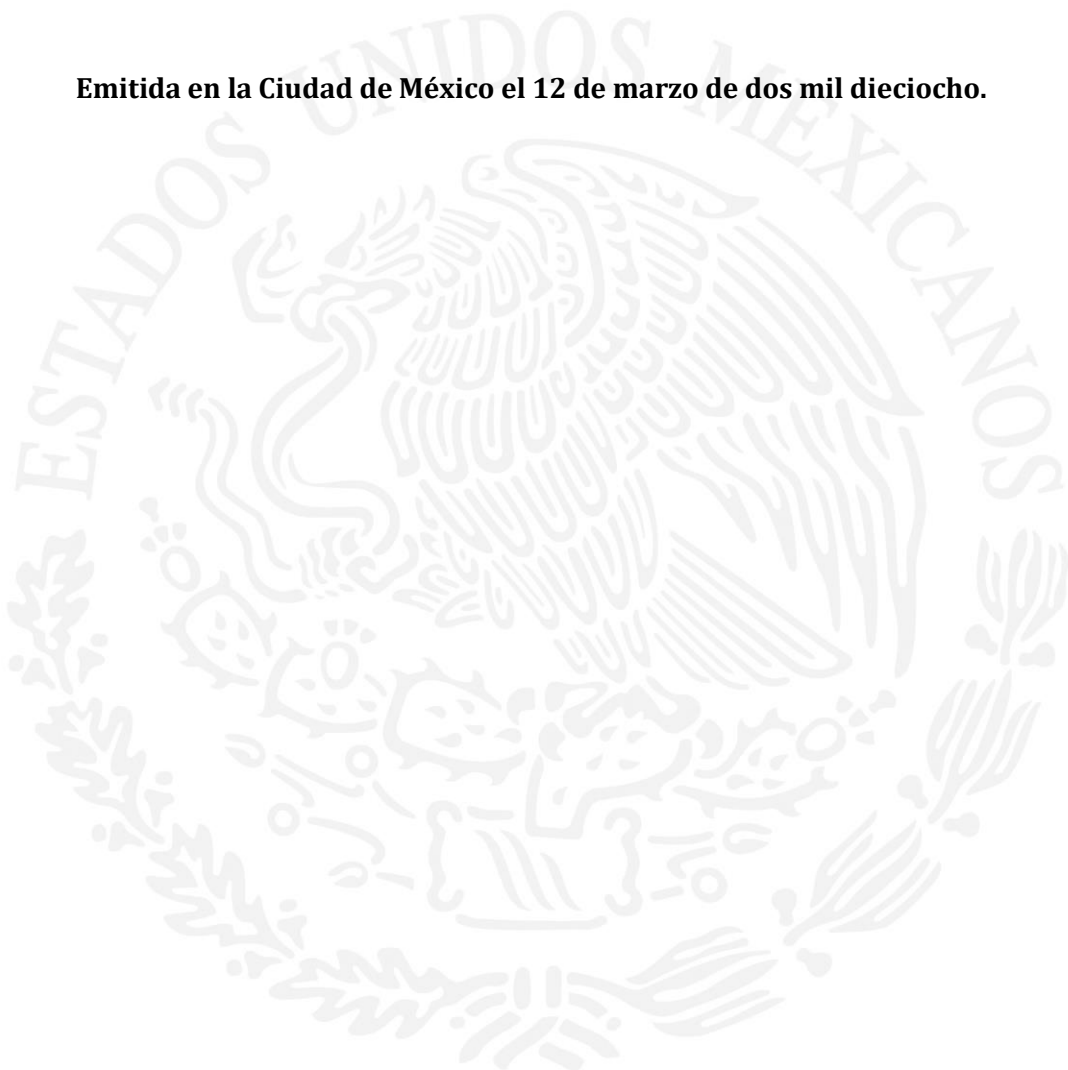 Emitida en la Ciudad de México el 12 de marzo de dos mil dieciocho.
ESTADOS UNIDOS MEXICANOS